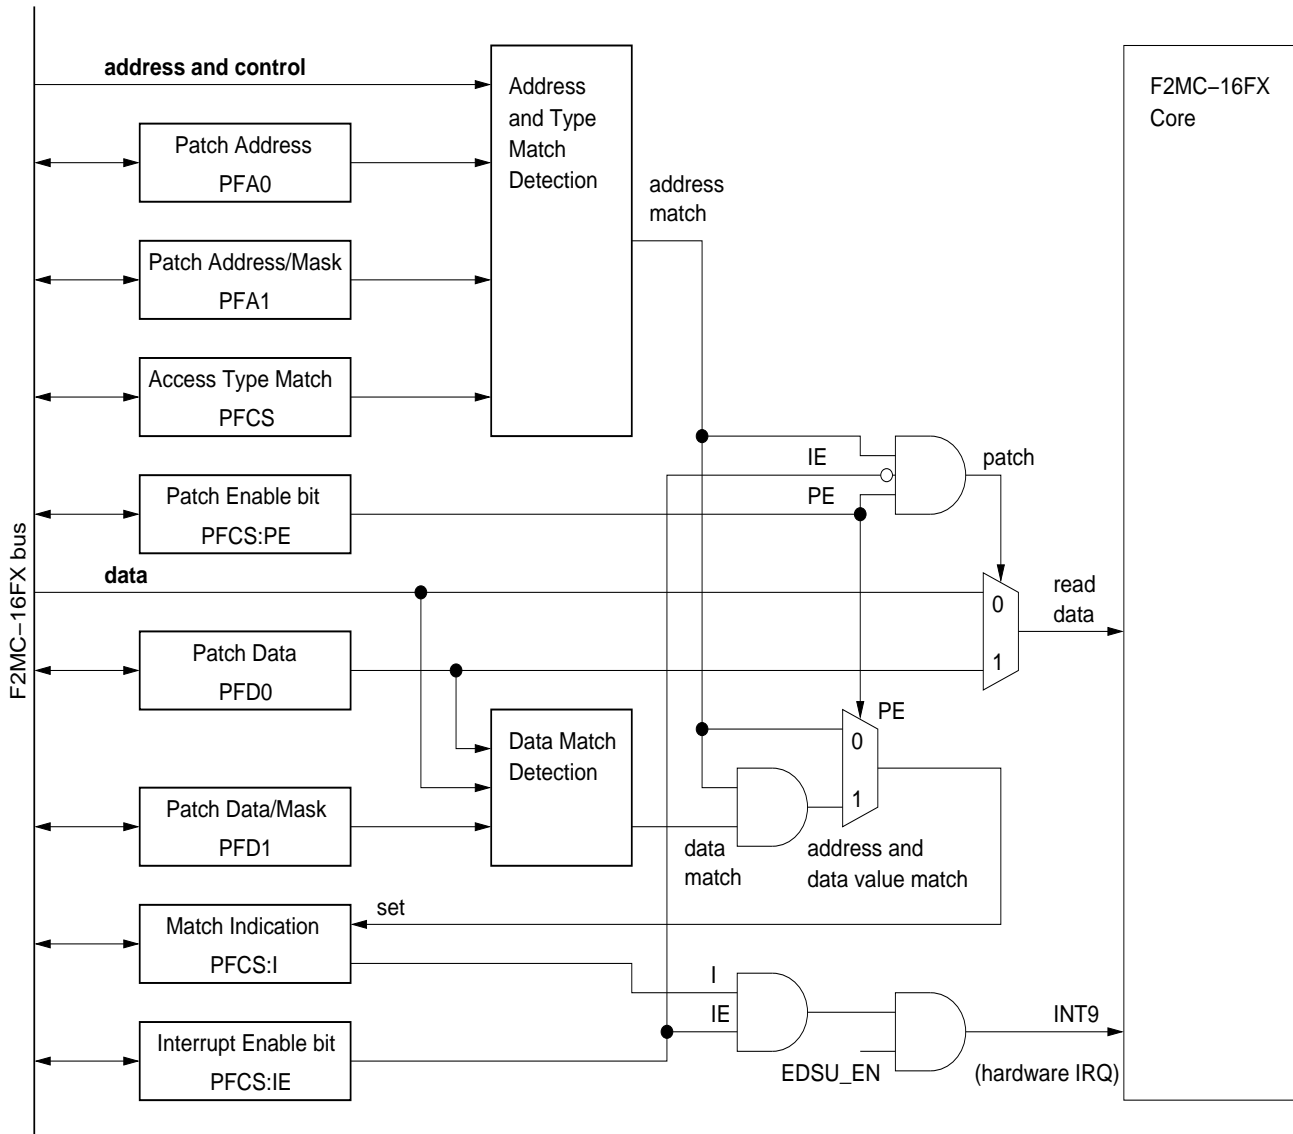 address and control
Patch Address
PFA0
Patch Address/Mask
PFA1
Access Type Match
PFCS
Patch Enable bit
PFCS:PE
F2MC–16FX bus
data
Patch Data
PFD0
Patch Data/Mask
PFD1
Match Indication
PFCS:I
Interrupt Enable bit
PFCS:IE
Address
and Type
Match
Detection
address
match
F2MC–16FX
Core
IE
PE
patch
0
1
read
data
Data Match
Detection
PE
0
1
data
match
address and
data value match
set
I
IE
EDSU_EN
INT9
(hardware IRQ)